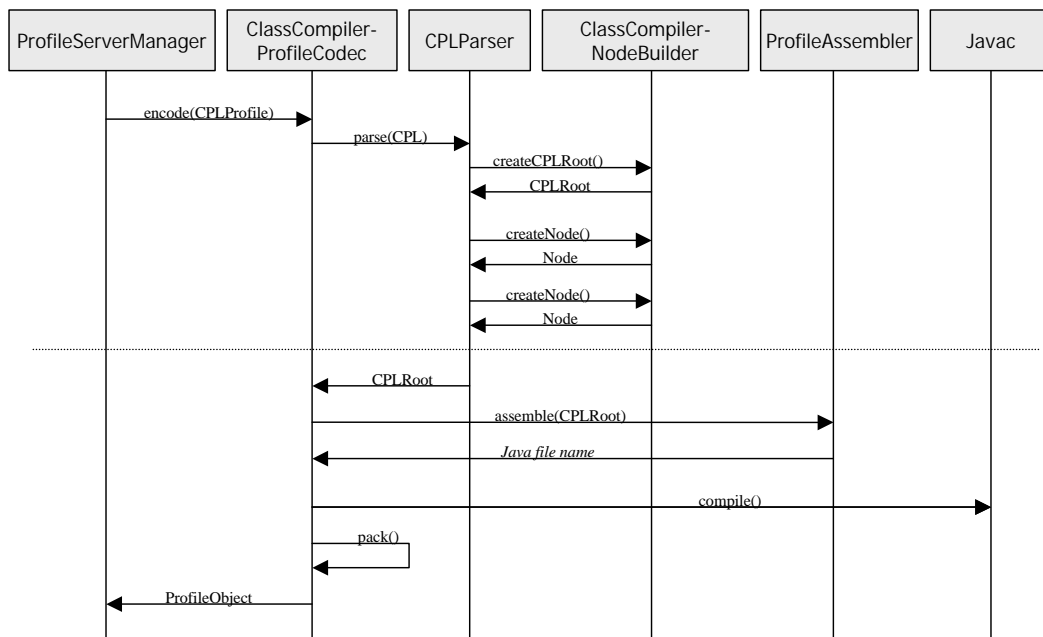 ProfileServerManager
ClassCompiler-
ProfileCodec
CPLParser
ClassCompiler-
NodeBuilder
ProfileAssembler
Javac
encode(CPLProfile)
parse(CPL)
createCPLRoot()
CPLRoot
createNode()
Node
createNode()
Node
CPLRoot
assemble(CPLRoot)
Java file name
compile()
pack()
ProfileObject